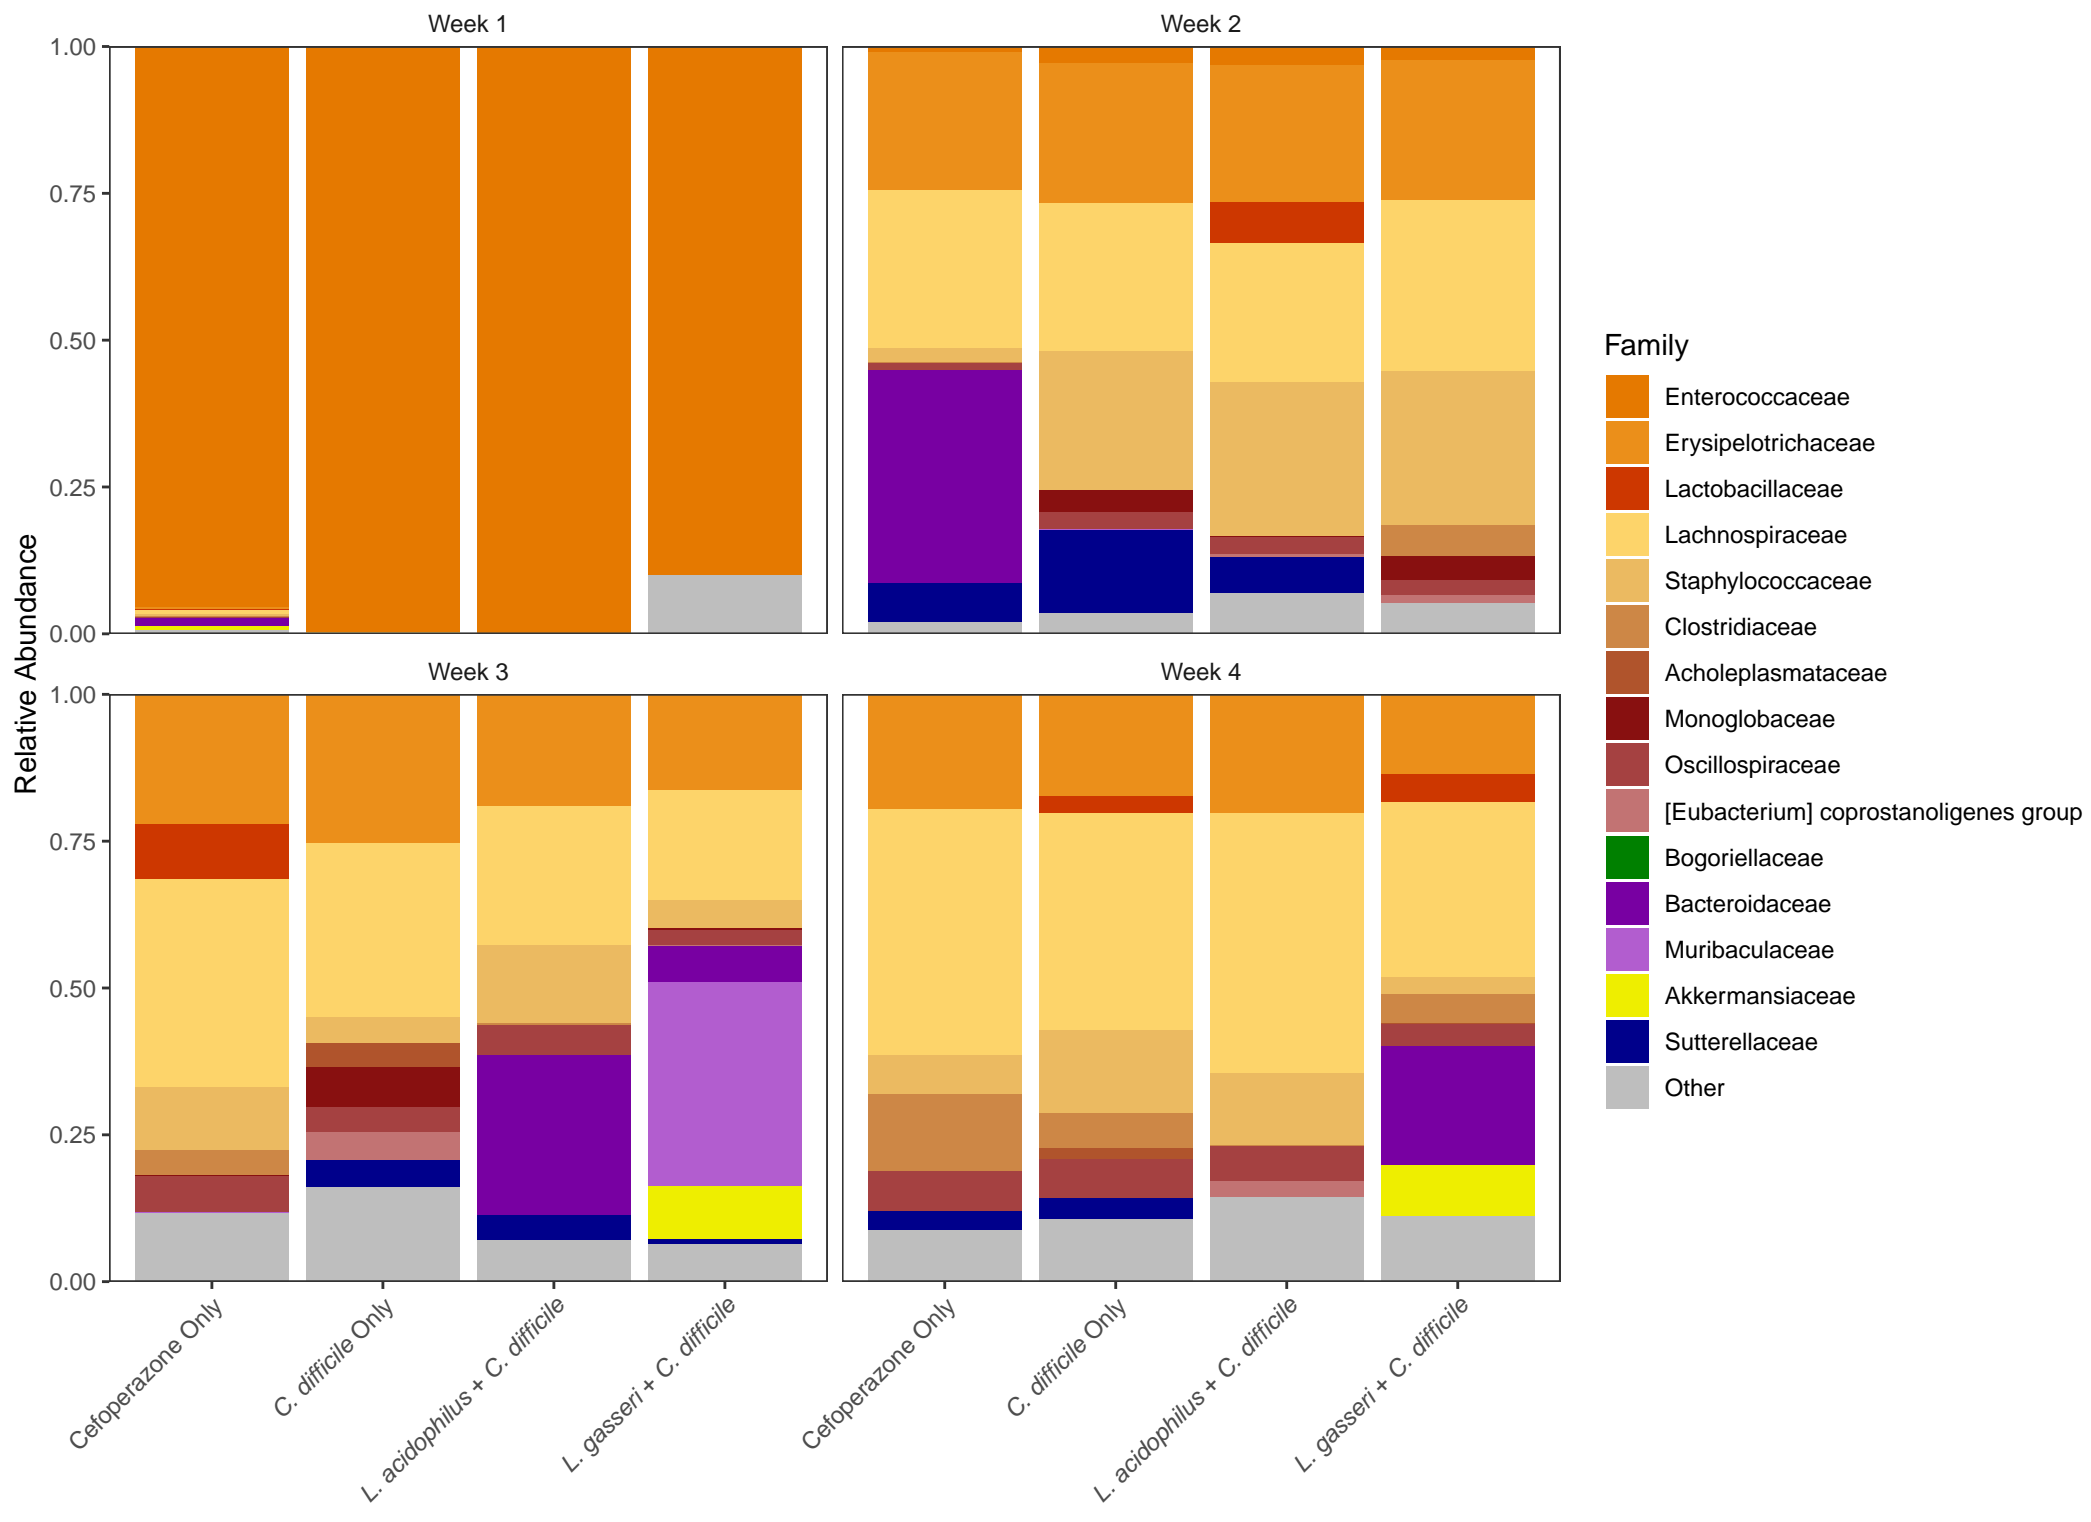 Week 1
Week 2
1.00
0.75
0.50
0.25
0.00
Week 3
Week 4
1.00
0.75
0.50
0.25
0.00
Relative Abundance
Cefoperazone Only
C. difficile Only
L. acidophilus + C. difficile
L. gasseri + C. difficile
Cefoperazone Only
C. difficile Only
L. acidophilus + C. difficile
L. gasseri + C. difficile
Family
Enterococcaceae
Erysipelotrichaceae
Lactobacillaceae
Lachnospiraceae
Staphylococcaceae
Clostridiaceae
Acholeplasmataceae
Monoglobaceae
Oscillospiraceae
[Eubacterium] coprostanoligenes group
Bogoriellaceae
Bacteroidaceae
Muribaculaceae
Akkermansiaceae
Sutterellaceae
Other